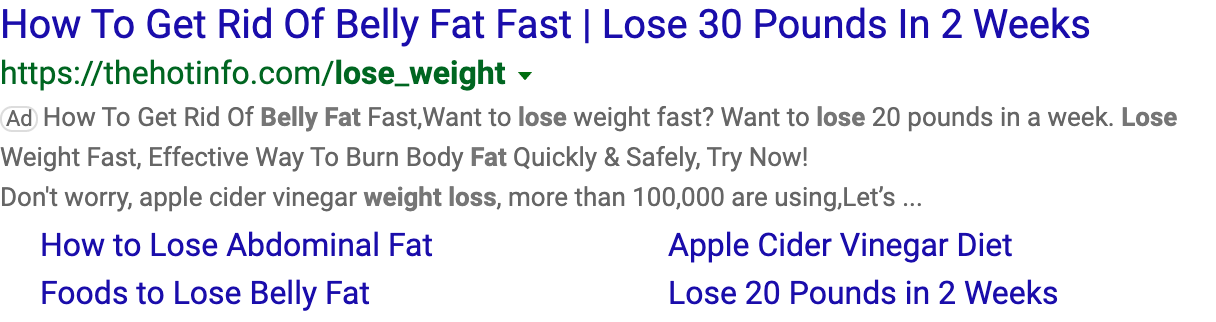 How To Get Rid Of Belly Fat Fast | Lose 30 Pounds In 2 Weeks
https://thehotinfo.com/lose_weight
Ad How To Get Rid Of Belly Fat Fast,Want to lose weight fast? Want to lose 20 pounds in a week. Lose
Weight Fast, Effective Way To Burn Body Fat Quickly & Safely, Try Now!
Don't worry, apple cider vinegar weight loss, more than 100,000 are using,Let’s ...
How to Lose Abdominal Fat
Apple Cider Vinegar Diet
Foods to Lose Belly Fat
Lose 20 Pounds in 2 Weeks